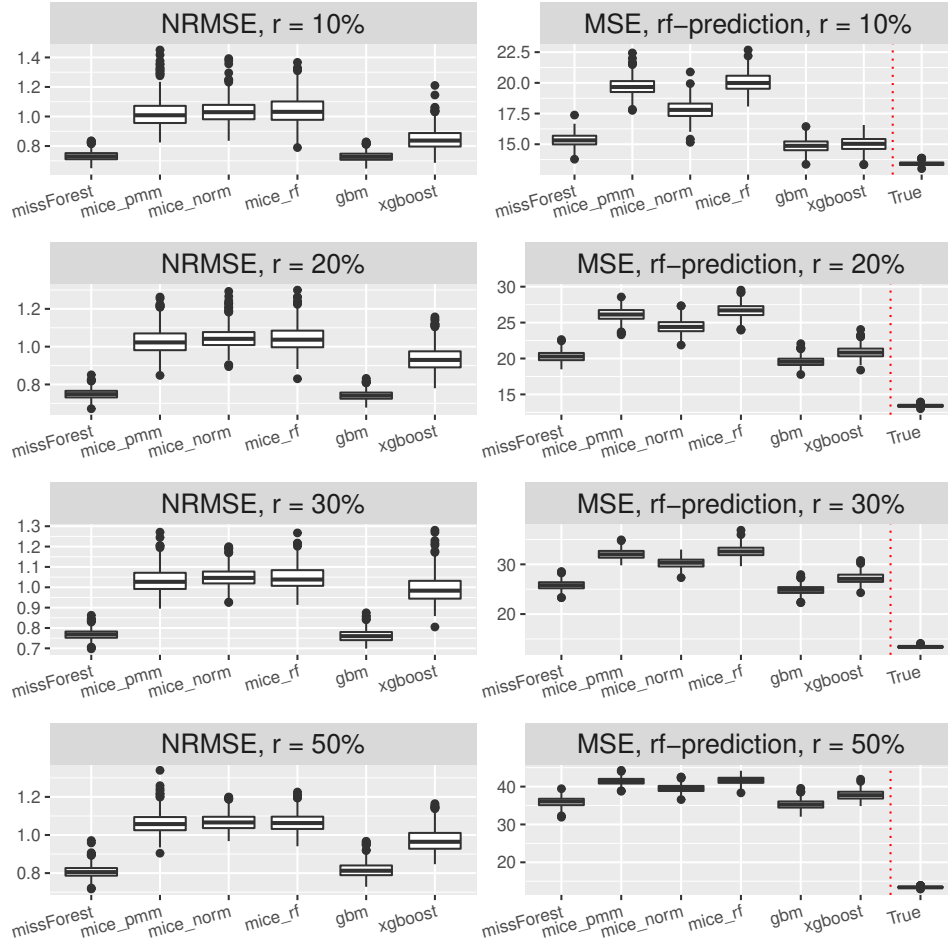 NRMSE, r = 10%
1.4
1.2
1.0
0.8
missForest
mice_pmm
mice_norm
mice_rf
gbm
xgboost
MSE, rf−prediction, r = 10%
22.5
20.0
17.5
15.0
missForest
mice_pmm
mice_norm
mice_rf
gbm
xgboost
True
NRMSE, r = 20%
1.2
1.0
0.8
missForest
mice_pmm
mice_norm
mice_rf
gbm
xgboost
MSE, rf−prediction, r = 20%
30
25
20
15
missForest
mice_pmm
mice_norm
mice_rf
gbm
xgboost
True
NRMSE, r = 30%
1.3
1.2
1.1
1.0
0.9
0.8
0.7
missForest
mice_pmm
mice_norm
mice_rf
gbm
xgboost
MSE, rf−prediction, r = 30%
30
20
missForest
mice_pmm
mice_norm
mice_rf
gbm
xgboost
True
NRMSE, r = 50%
1.2
1.0
0.8
missForest
mice_pmm
mice_norm
mice_rf
gbm
xgboost
MSE, rf−prediction, r = 50%
40
30
20
missForest
mice_pmm
mice_norm
mice_rf
gbm
xgboost
True